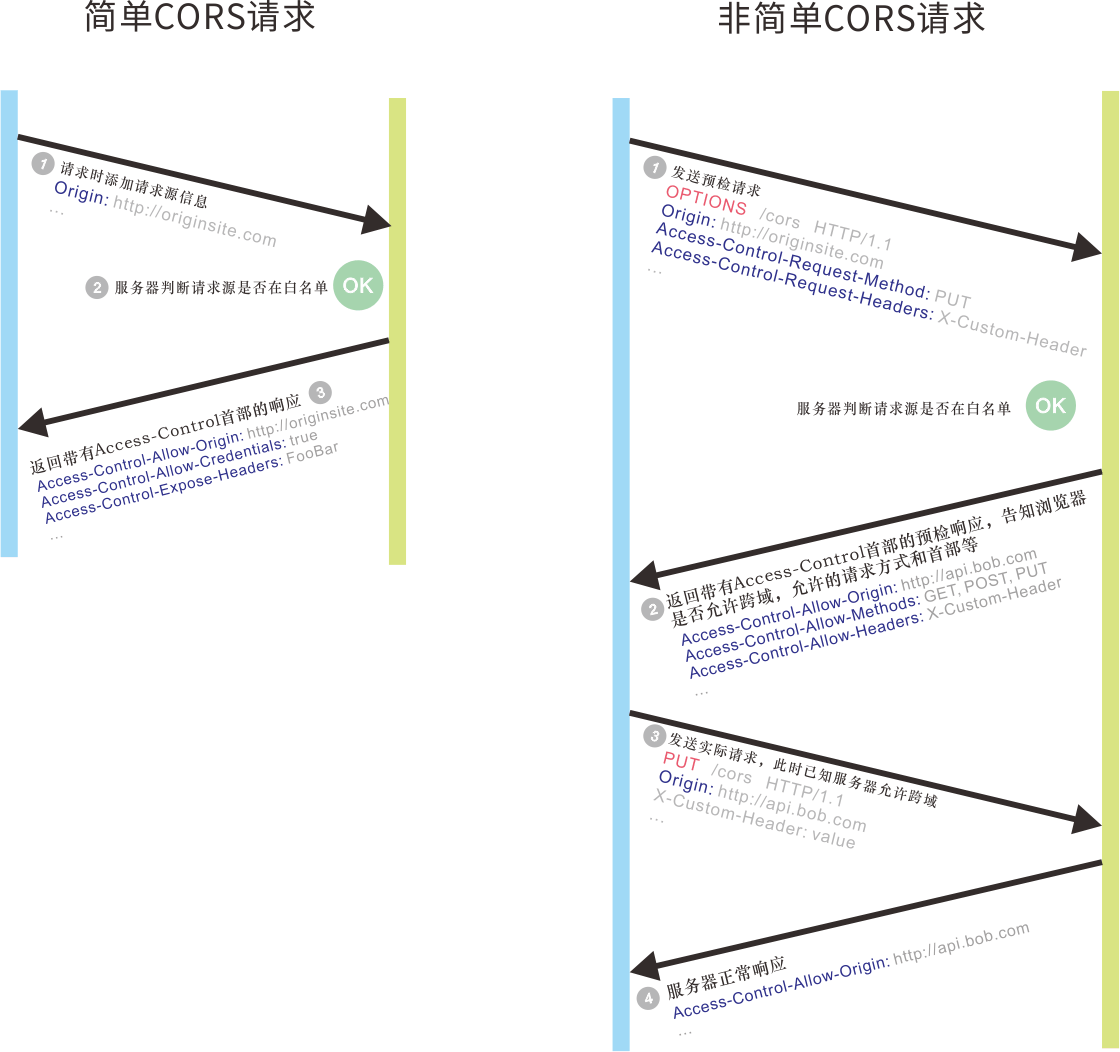 简单CORS请求
1 请求时添加请求源信息
Origin: http://originsite.com
...
2 服务器判断请求源是否在白名单 OK
返回带有Access-Control首部的响应 3
Access-Control-Allow-Origin: http://originsite.com
Access-Control-Allow-Credentials: true
Access-Control-Expose-Headers: FooBar
...
非简单CORS请求
1 发送预检请求
OPTIONS /cors HTTP/1.1
Origin: http://originsite.com
Access-Control-Request-Method: PUT
Access-Control-Request-Headers: X-Custom-Header
...
服务器判断请求源是否在白名单 OK
2 返回带有Access-Control首部的预检响应，告知浏览器
是否允许跨域，允许的请求方式和首部等
Access-Control-Allow-Origin: http://api.bob.com
Access-Control-Allow-Methods: GET, POST, PUT
Access-Control-Allow-Headers: X-Custom-Header
...
3 发送实际请求，此时已知服务器允许跨域
PUT /cors HTTP/1.1
Origin: http://api.bob.com
X-Custom-Header: value
...
4 服务器正常响应
Access-Control-Allow-Origin: http://api.bob.com
...